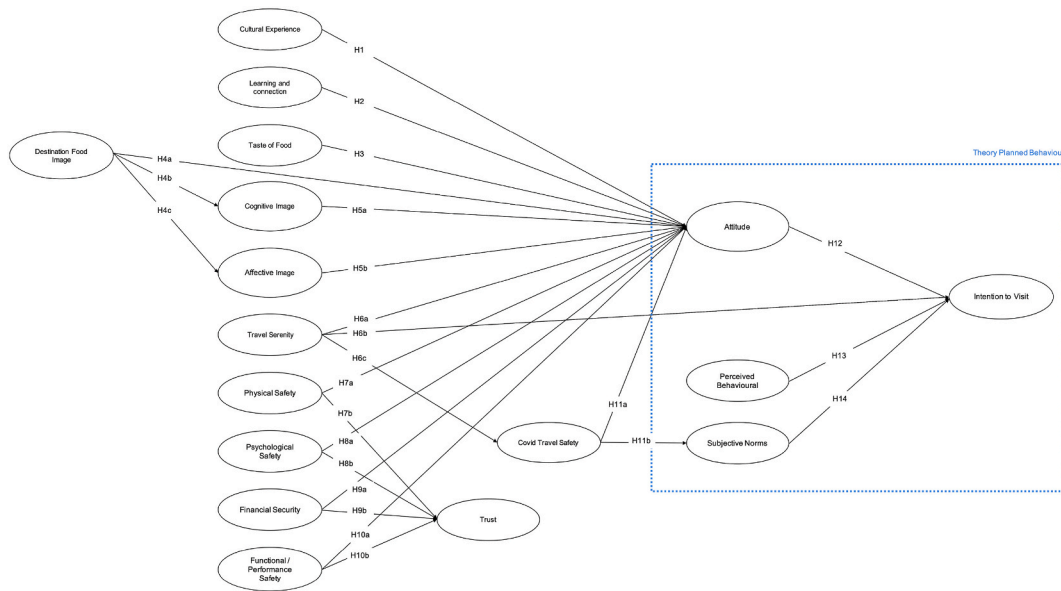 Cultural Experience
H1
Learning and
connection
H2
Taste of Food
H3
Destination Food
Image
H4a
H4b
H4c
Theory Planned Behaviou
Cognitive Image
H5a
Attitude
H12
Affective Image
H5b
Intention to Visit
Travel Serenity
H6a
H6b
H6c
Physical Safety
H7a
H7b
Perceived
Behavioural
H13
H14
H11a
Psychological
Safety
H8a
H8b
Covid Travel Safety
H11b
Subjective Norms
Financial Security
H9a
H9b
Trust
H10a
H10b
Functional /
Performance
Safety